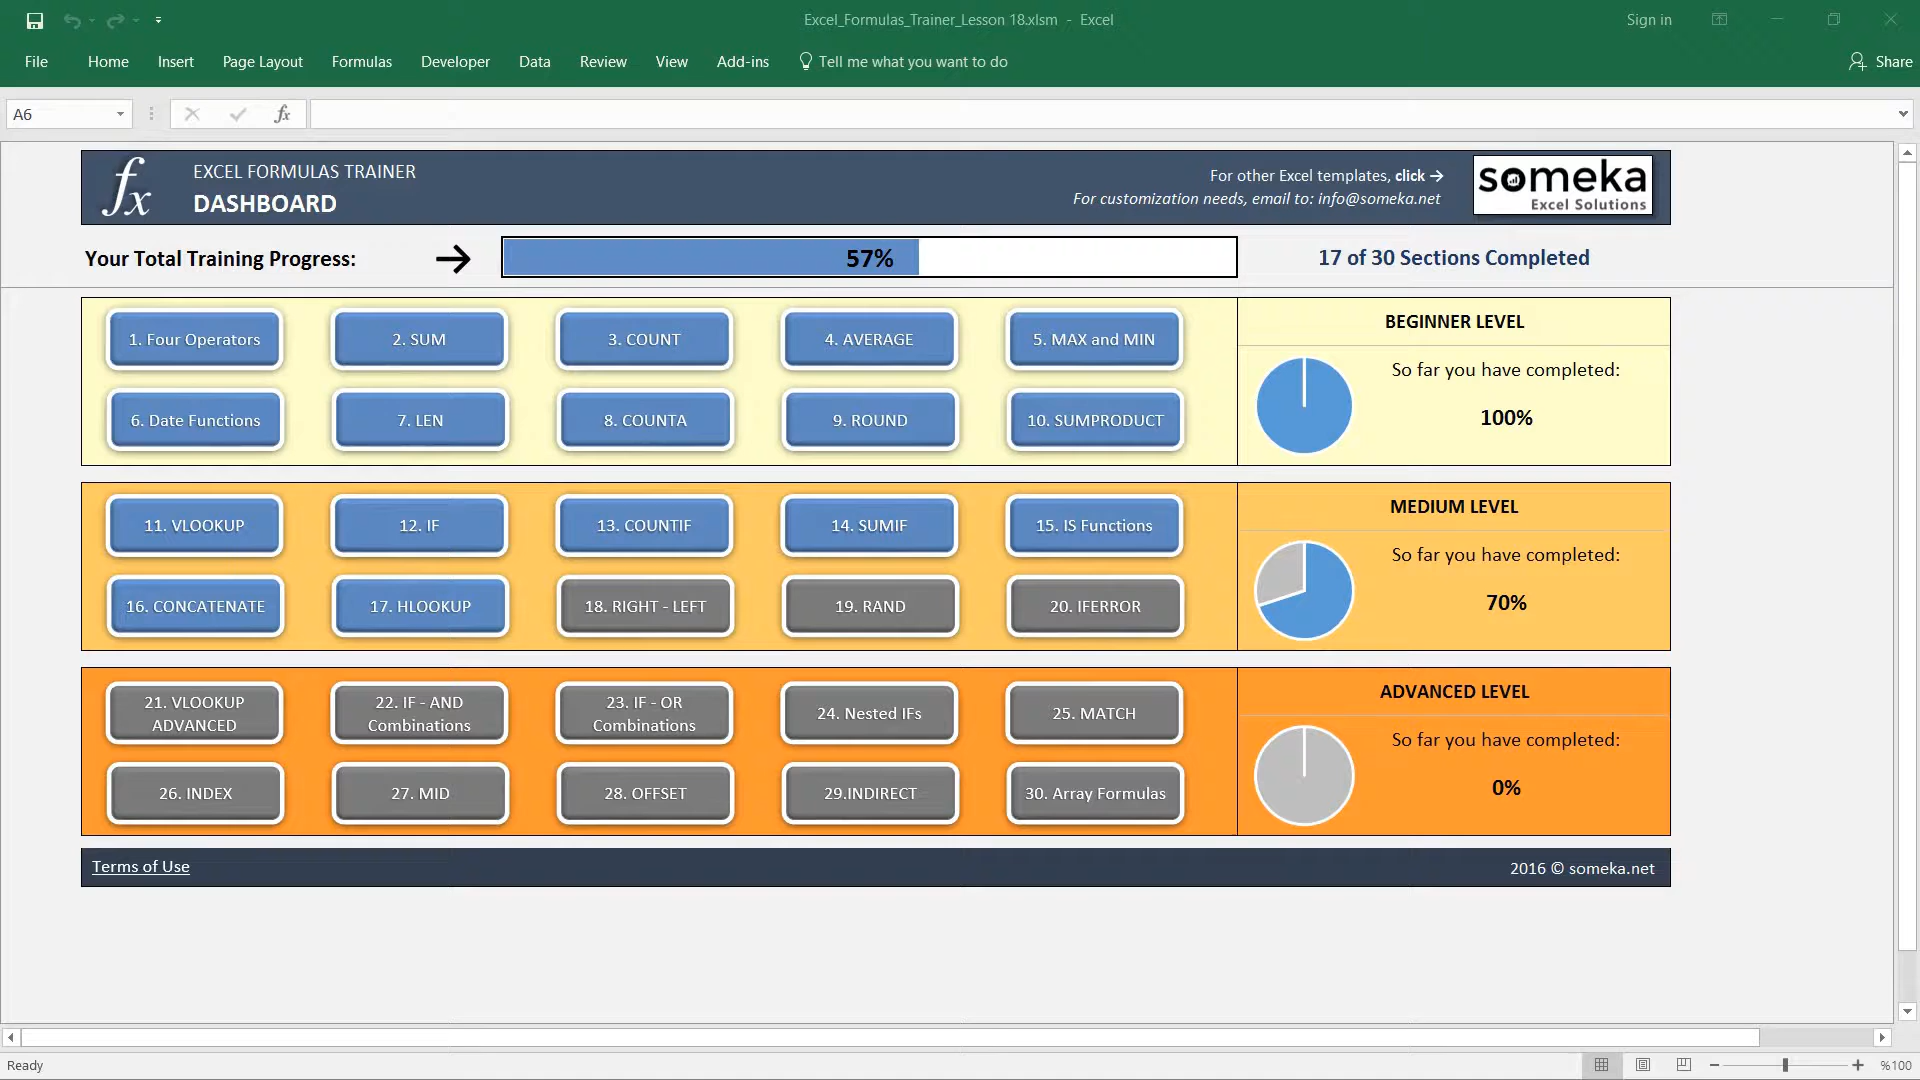 Excel_Formulas_Trainer_Lesson 18.xlsm - Excel
Sign in
File Home Insert Page Layout Formulas Developer Data Review View Add-ins Tell me what you want to do Share
A6 fx
fx EXCEL FORMULAS TRAINER
DASHBOARD
For other Excel templates, click →
For customization needs, email to: info@someka.net
someka
Excel Solutions
Your Total Training Progress: → 57% 17 of 30 Sections Completed
1. Four Operators 2. SUM 3. COUNT 4. AVERAGE 5. MAX and MIN
6. Date Functions 7. LEN 8. COUNTA 9. ROUND 10. SUMPRODUCT
BEGINNER LEVEL
So far you have completed:
100%
11. VLOOKUP 12. IF 13. COUNTIF 14. SUMIF 15. IS Functions
16. CONCATENATE 17. HLOOKUP 18. RIGHT - LEFT 19. RAND 20. IFERROR
MEDIUM LEVEL
So far you have completed:
70%
21. VLOOKUP ADVANCED 22. IF - AND Combinations 23. IF - OR Combinations 24. Nested IFs 25. MATCH
26. INDEX 27. MID 28. OFFSET 29.INDIRECT 30. Array Formulas
ADVANCED LEVEL
So far you have completed:
0%
Terms of Use 2016 © someka.net
Ready %100